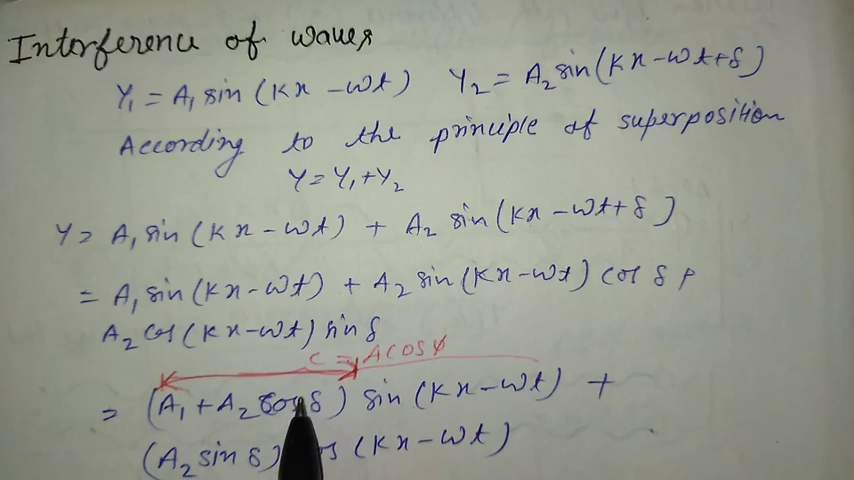 Interference of waves
Y₁ = A₁ sin (Kx - ωt) Y₂ = A₂ sin (Kx - ωt + δ)
According to the principle of superposition
Y = Y₁ + Y₂
Y = A₁ sin (Kx - ωt) + A₂ sin (Kx - ωt + δ)
= A₁ sin (Kx - ωt) + A₂ sin (Kx - ωt) cos δ +
A₂ cos (Kx - ωt) sin δ
C = A cos φ
= (A₁ + A₂ cos δ) sin (Kx - ωt) +
(A₂ sin δ) (Kx - ωt)